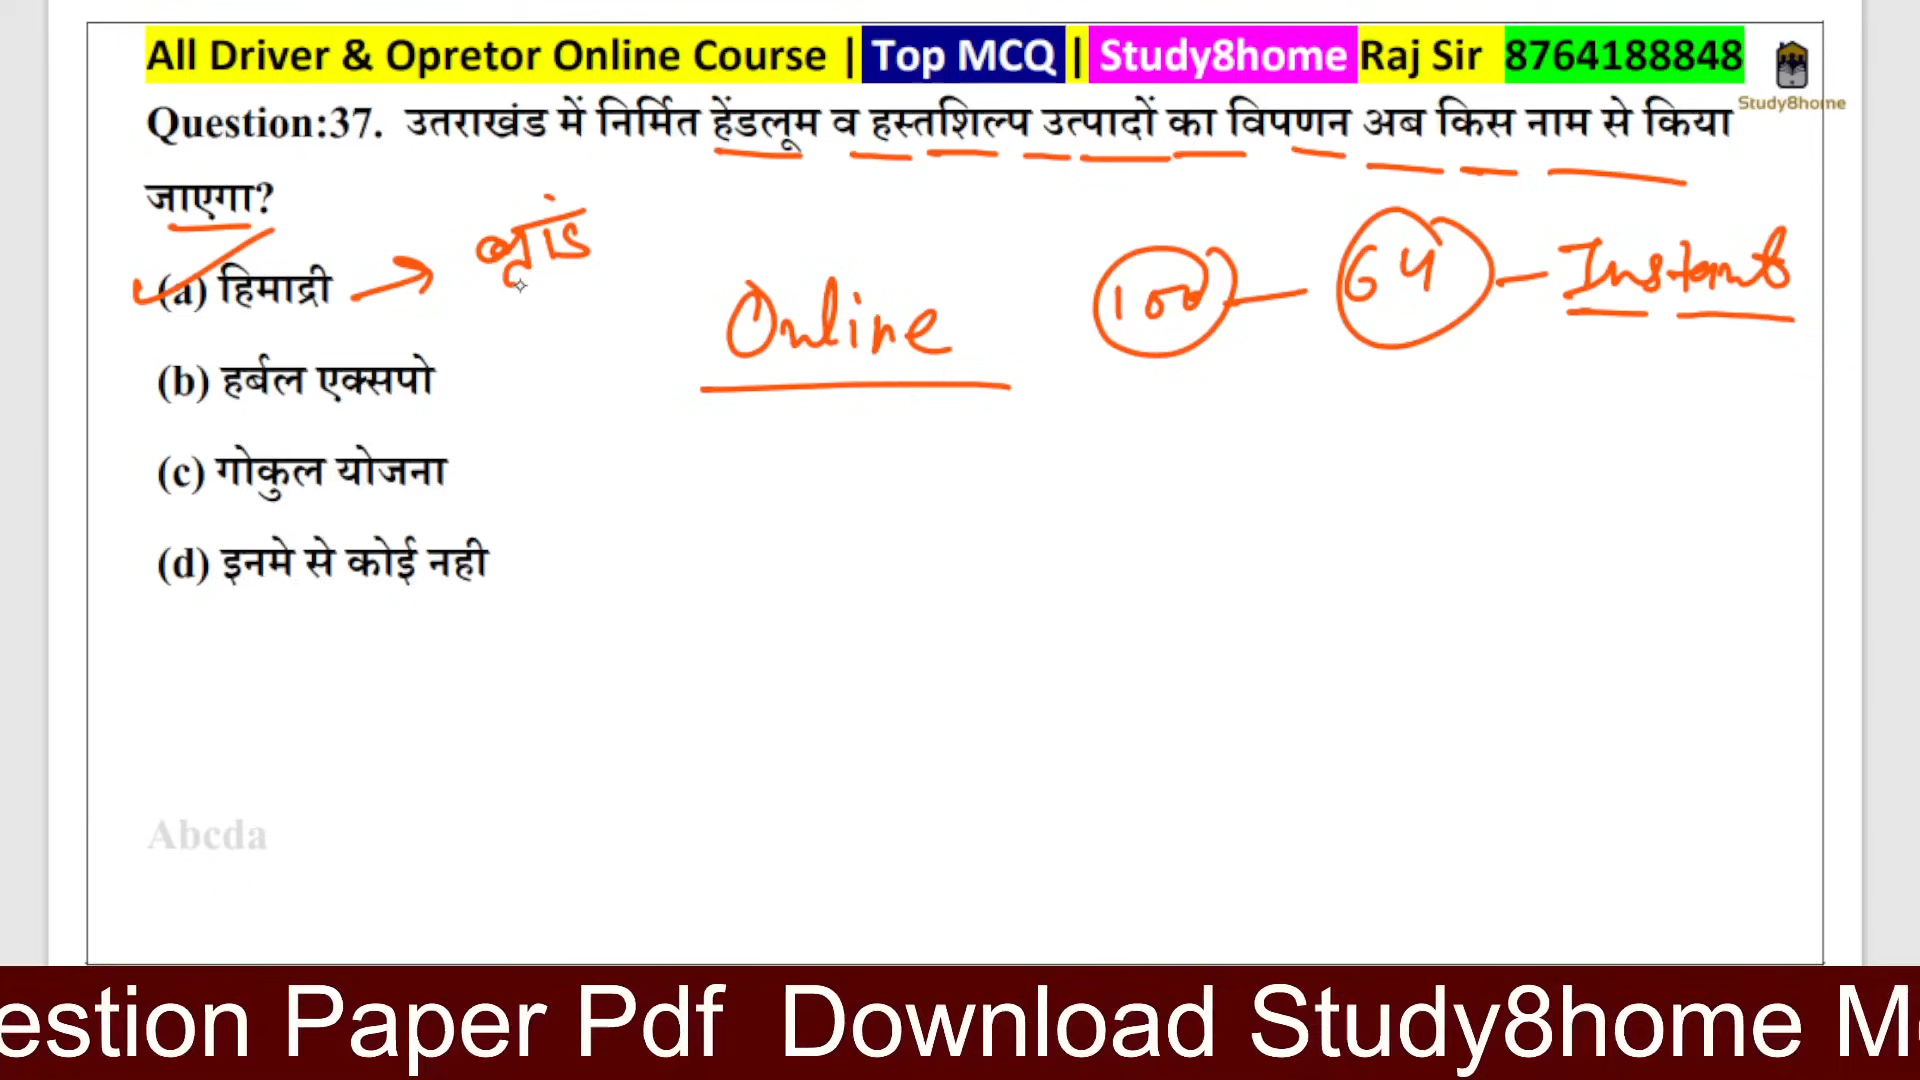 All Driver & Opretor Online Course | Top MCQ | Study8home Raj Sir 8764188848
Study8home
Question:37. उतराखंड में निर्मित हेंडलूम व हस्तशिल्प उत्पादों का विपणन अब किस नाम से किया
जाएगा?
(a) हिमाद्री
ब्रांड
Online
100 - 64 - Instant
(b) हर्बल एक्सपो
(c) गोकुल योजना
(d) इनमे से कोई नही
Abcda
estion Paper Pdf Download Study8home M